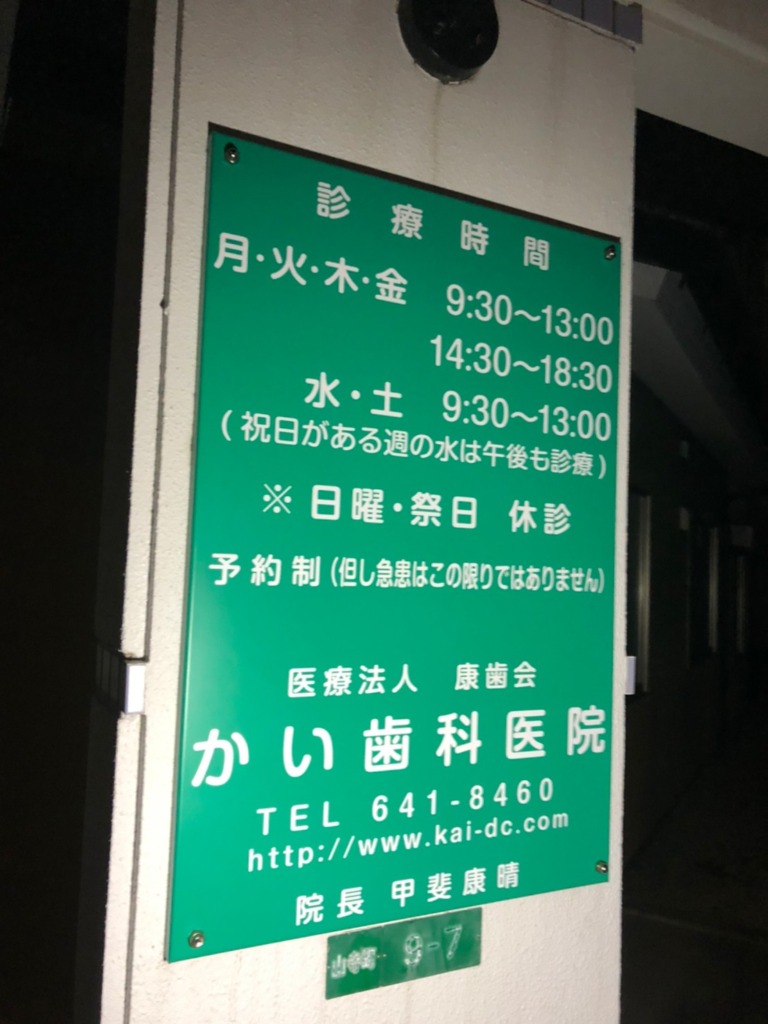 診療時間
月・火・木・金 9:30〜13:00
14:30〜18:30
水・土 9:30〜13:00
(祝日がある週の水は午後も診療)
※日曜・祭日 休診
予約制(但し急患はこの限りではありません)
医療法人 康歯会
かい歯科医院
TEL 641-8460
http://www.kai-dc.com
院長 甲斐康晴
9-7